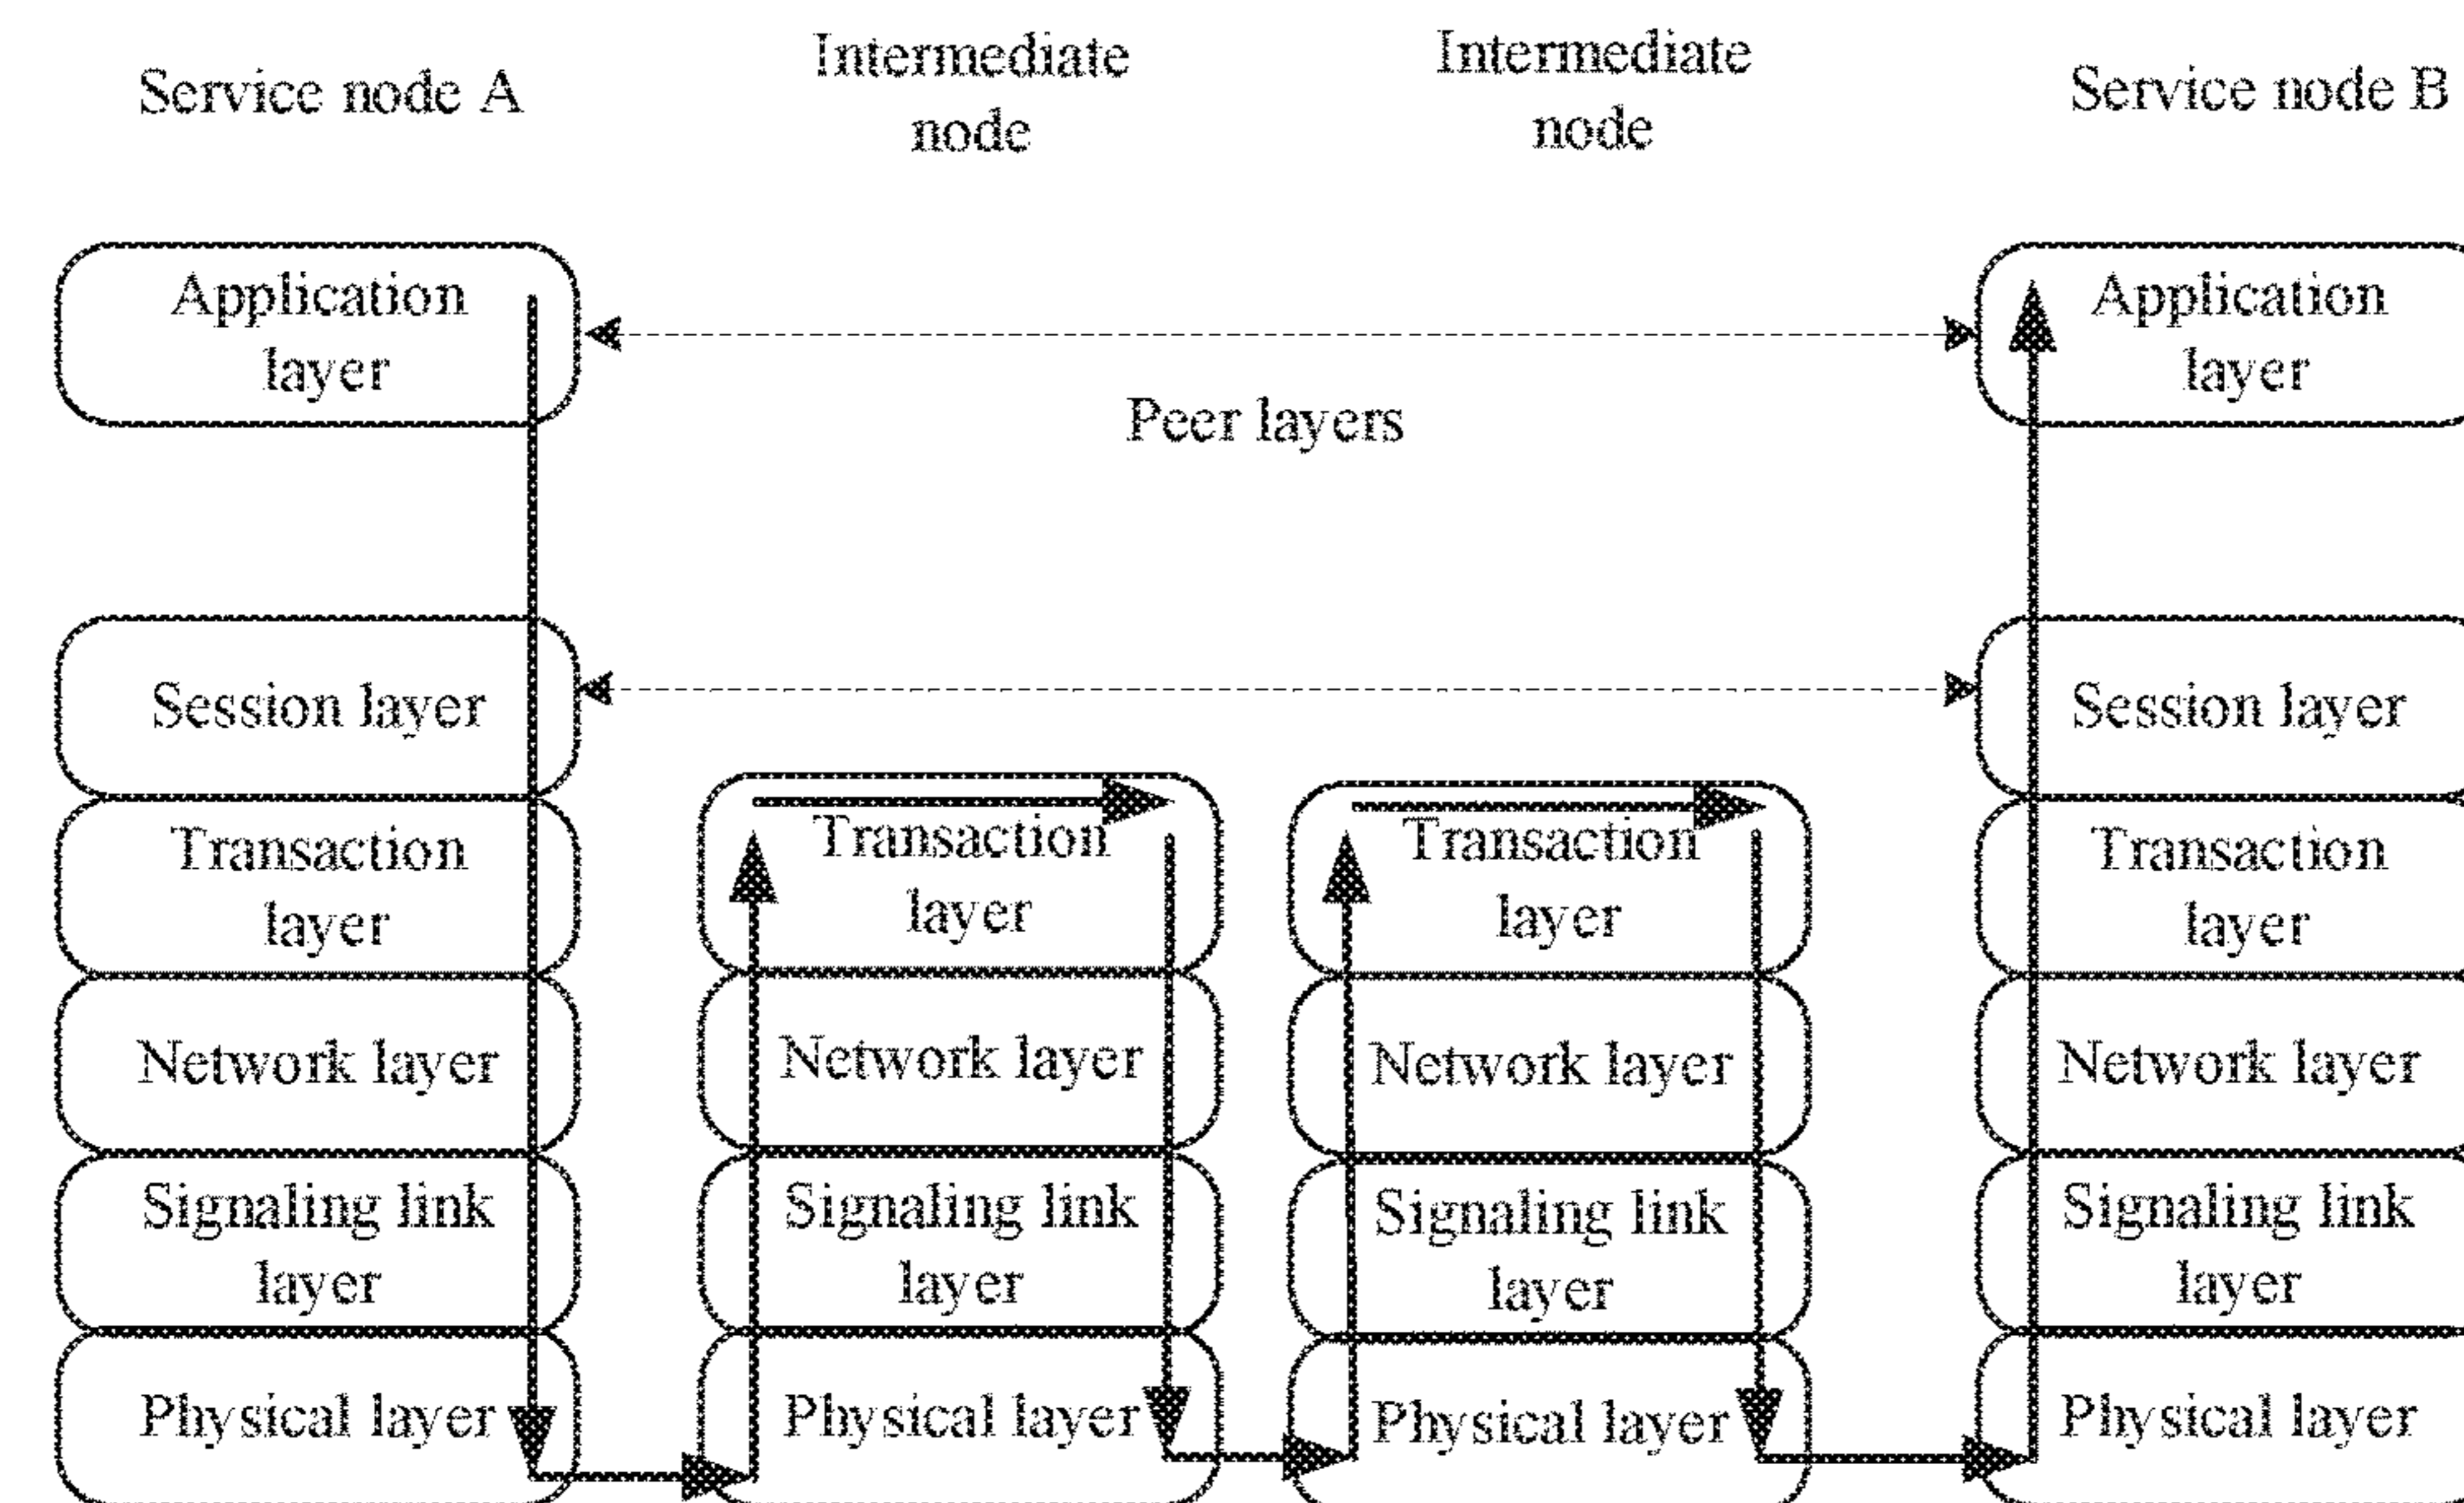 Service node A
Intermediate
node
Intermediate
node
Service node B
Application
layer
Peer layers
Application
layer
Session layer
Session layer
Transaction
layer
Transaction
layer
Transaction
layer
Transaction
layer
Network layer
Network layer
Network layer
Network layer
Signaling link
layer
Signaling link
layer
Signaling link
layer
Signaling link
layer
Physical layer
Physical layer
Physical layer
Physical layer